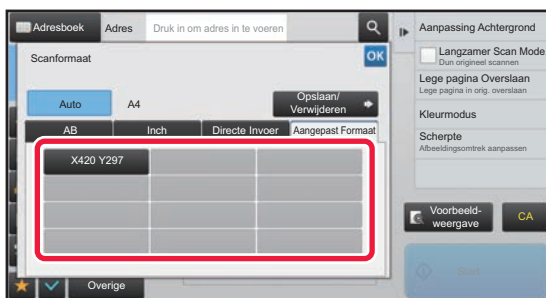 Adresboek
Adres
Druk in om adres in te voeren
Scanformaat
OK
Auto
A4
Opslaan/
Verwijderen
AB
Inch
Directe Invoer
Aangepast Formaat
X420 Y297
Overige
Aanpassing Achtergrond
Langzamer Scan Mode
Dun origineel scannen
Lege pagina Overslaan
Lege pagina in orig. overslaan
Kleurmodus
Scherpte
Afbeeldingsomtrek aanpassen
Voorbeeld-
weergave
CA